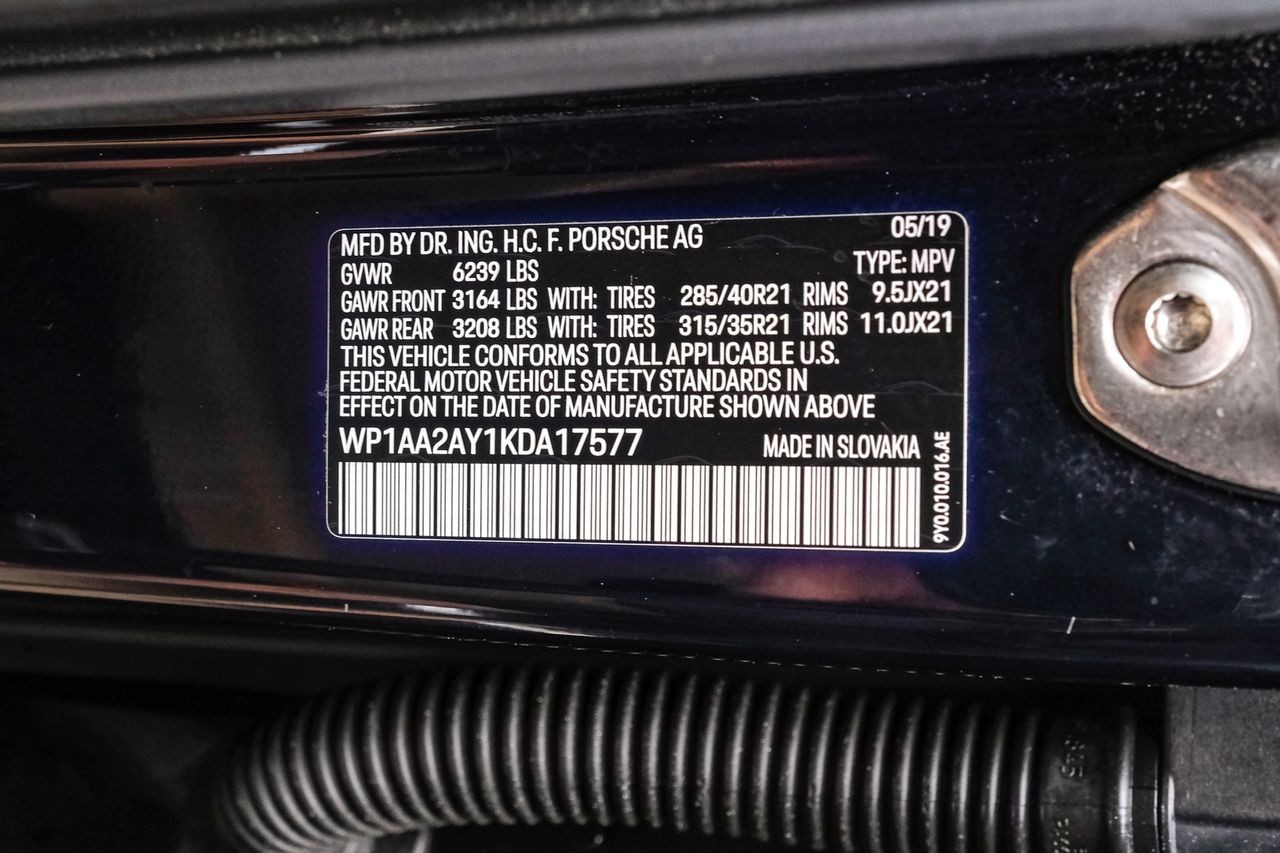 MFD BY DR. ING. H.C. F. PORSCHE AG 05/19
GVWR 6239 LBS TYPE: MPV
GAWR FRONT 3164 LBS WITH: TIRES 285/40R21 RIMS 9.5JX21
GAWR REAR 3208 LBS WITH: TIRES 315/35R21 RIMS 11.0JX21
THIS VEHICLE CONFORMS TO ALL APPLICABLE U.S.
FEDERAL MOTOR VEHICLE SAFETY STANDARDS IN
EFFECT ON THE DATE OF MANUFACTURE SHOWN ABOVE
WP1AA2AY1KDA17577 MADE IN SLOVAKIA
9Y0.010.016.AE